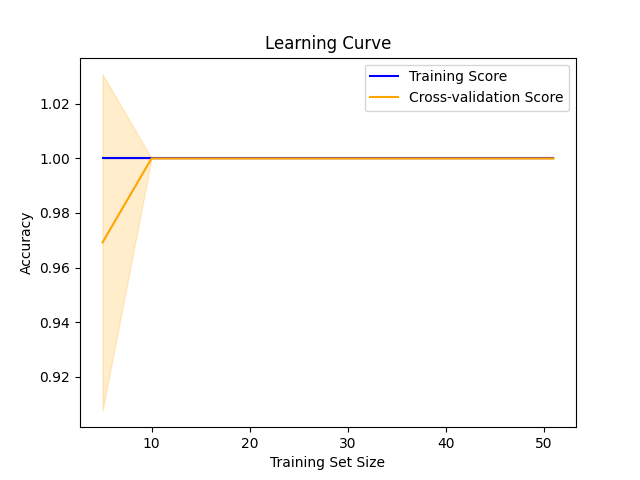 Learning Curve
Training Score
Cross-validation Score
1.02
1.00
0.98
0.96
0.94
0.92
Accuracy
10 20 30 40 50
Training Set Size